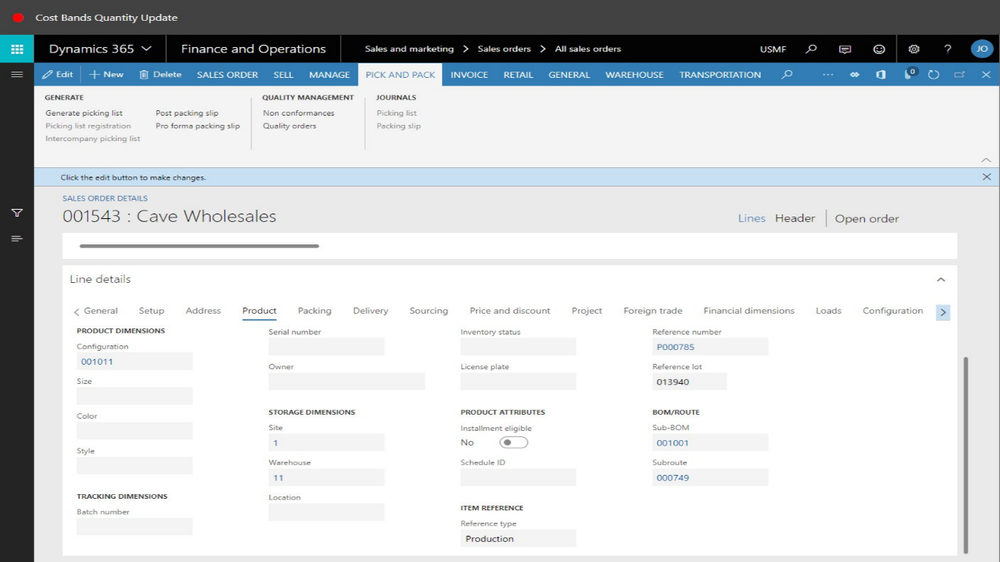 Cost Bands Quantity Update
Dynamics 365 Finance and Operations Sales and marketing > Sales orders > All sales orders USMF ? JO
Edit + New Delete SALES ORDER SELL MANAGE PICK AND PACK INVOICE RETAIL GENERAL WAREHOUSE TRANSPORTATION ... 0
GENERATE QUALITY MANAGEMENT JOURNALS
Generate picking list Post packing slip Non conformances Picking list
Picking list registration Pro forma packing slip Quality orders Packing slip
Intercompany picking list
Click the edit button to make changes.
SALES ORDER DETAILS
001543 : Cave Wholesales
Lines Header Open order
Line details
General Setup Address Product Packing Delivery Sourcing Price and discount Project Foreign trade Financial dimensions Loads Configuration
PRODUCT DIMENSIONS
Configuration
001011
Size
Color
Style
TRACKING DIMENSIONS
Batch number
Serial number
Owner
STORAGE DIMENSIONS
Site
1
Warehouse
11
Location
Inventory status
License plate
PRODUCT ATTRIBUTES
Installment eligible
No
Schedule ID
ITEM REFERENCE
Reference type
Production
Reference number
P000785
Reference lot
013940
BOM/ROUTE
Sub-BOM
001001
Subroute
000749